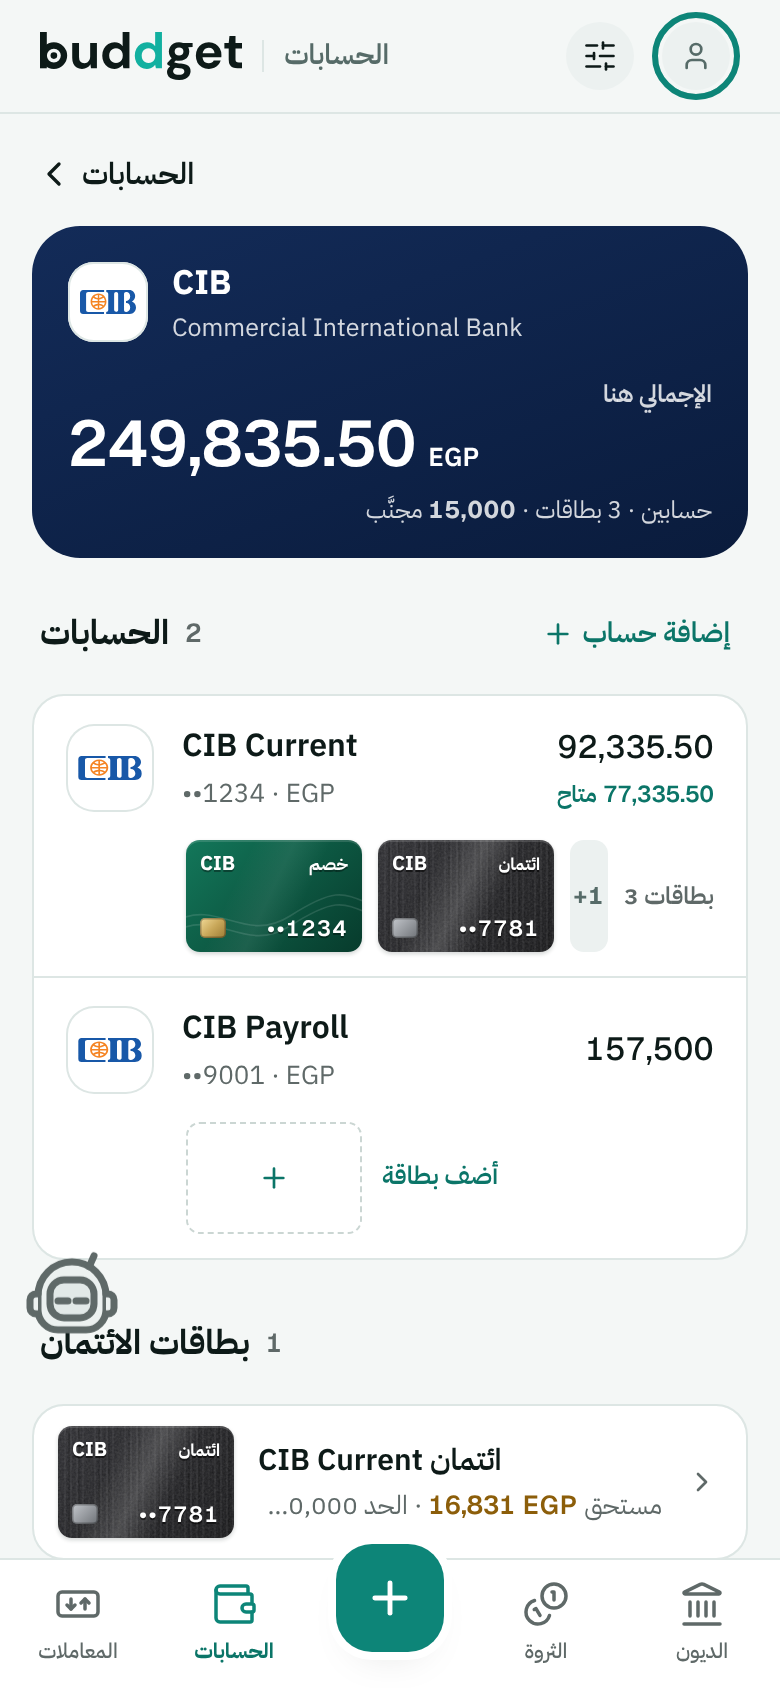 buddget
الحسابات
الحسابات
CIB
CIB
Commercial International Bank
الإجمالي هنا
249,835.50 EGP
حسابين · 3 بطاقات · 15,000 مجنَّب
الحسابات 2
إضافة حساب +
CIB
CIB Current
92,335.50
••1234 · EGP
77,335.50 متاح
CIB خصم
••1234
CIB ائتمان
••7781
+1
بطاقات 3
CIB
CIB Payroll
157,500
••9001 · EGP
+
أضف بطاقة
بطاقات الائتمان 1
CIB ائتمان
••7781
CIB Current ائتمان
مستحق 16,831 EGP · الحد 0,000...
المعاملات
الحسابات
+
الثروة
الديون